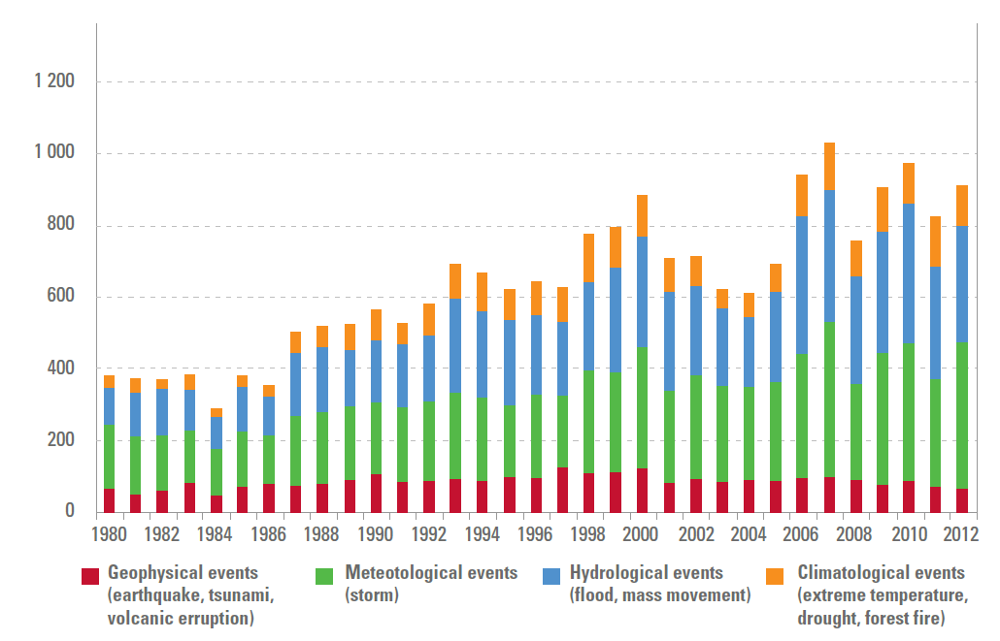 1 200
1 000
800
600
400
200
0
1980 1982 1984 1986 1988 1990 1992 1994 1996 1998 2000 2002 2004 2006 2008 2010 2012
Geophysical events
(earthquake, tsunami,
volcanic erruption)
Meteotological events
(storm)
Hydrological events
(flood, mass movement)
Climatological events
(extreme temperature,
drought, forest fire)